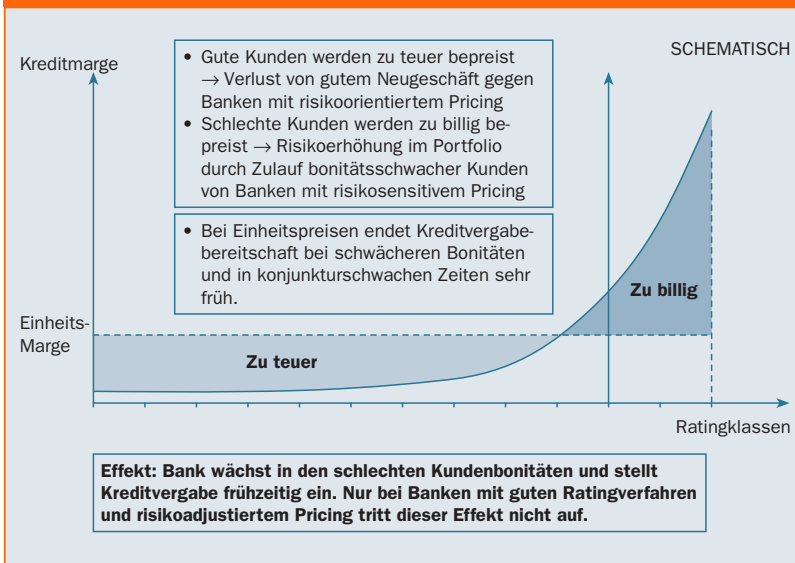 SCHEMATISCH
Kreditmarge
• Gute Kunden werden zu teuer bepreist
→ Verlust von gutem Neugeschäft gegen
Banken mit risikoorientiertem Pricing
• Schlechte Kunden werden zu billig be-
preist → Risikoerhöhung im Portfolio
durch Zulauf bonitätsschwacher Kunden
von Banken mit risikosensitivem Pricing
• Bei Einheitspreisen endet Kreditvergabe-
bereitschaft bei schwächeren Bonitäten
und in konjunkturschwachen Zeiten sehr
früh.
Zu billig
Einheits-
Marge
Zu teuer
Ratingklassen
Effekt: Bank wächst in den schlechten Kundenbonitäten und stellt
Kreditvergabe frühzeitig ein. Nur bei Banken mit guten Ratingverfahren
und risikoadjustiertem Pricing tritt dieser Effekt nicht auf.